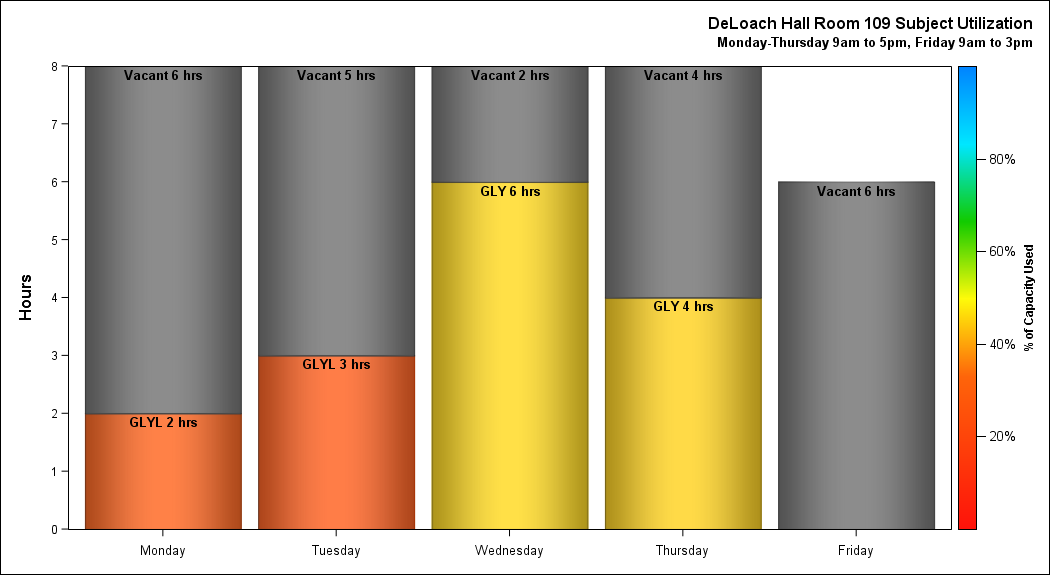 DeLoach Hall Room 109 Subject Utilization
Monday-Thursday 9am to 5pm, Friday 9am to 3pm
Hours
8
7
6
5
4
3
2
1
0
Vacant 6 hrs
GLYL 2 hrs
Vacant 5 hrs
GLYL 3 hrs
Vacant 2 hrs
GLY 6 hrs
Vacant 4 hrs
GLY 4 hrs
Vacant 6 hrs
Monday
Tuesday
Wednesday
Thursday
Friday
80%
60%
40%
20%
% of Capacity Used